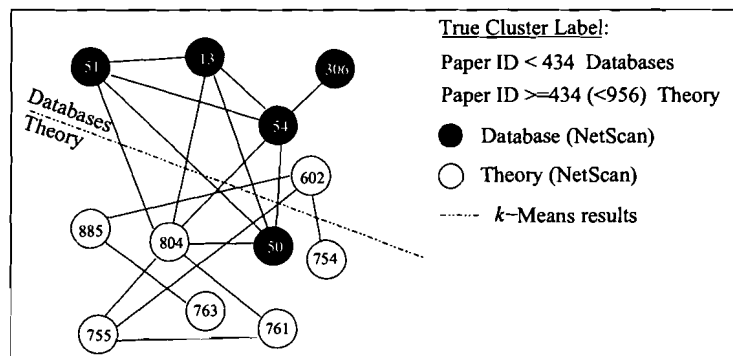 51
13
306
54
Databases
Theory
602
885
804
50
754
763
755
761
True Cluster Label:
Paper ID < 434 Databases
Paper ID >=434 (<956) Theory
Database (NetScan)
Theory (NetScan)
k-Means results